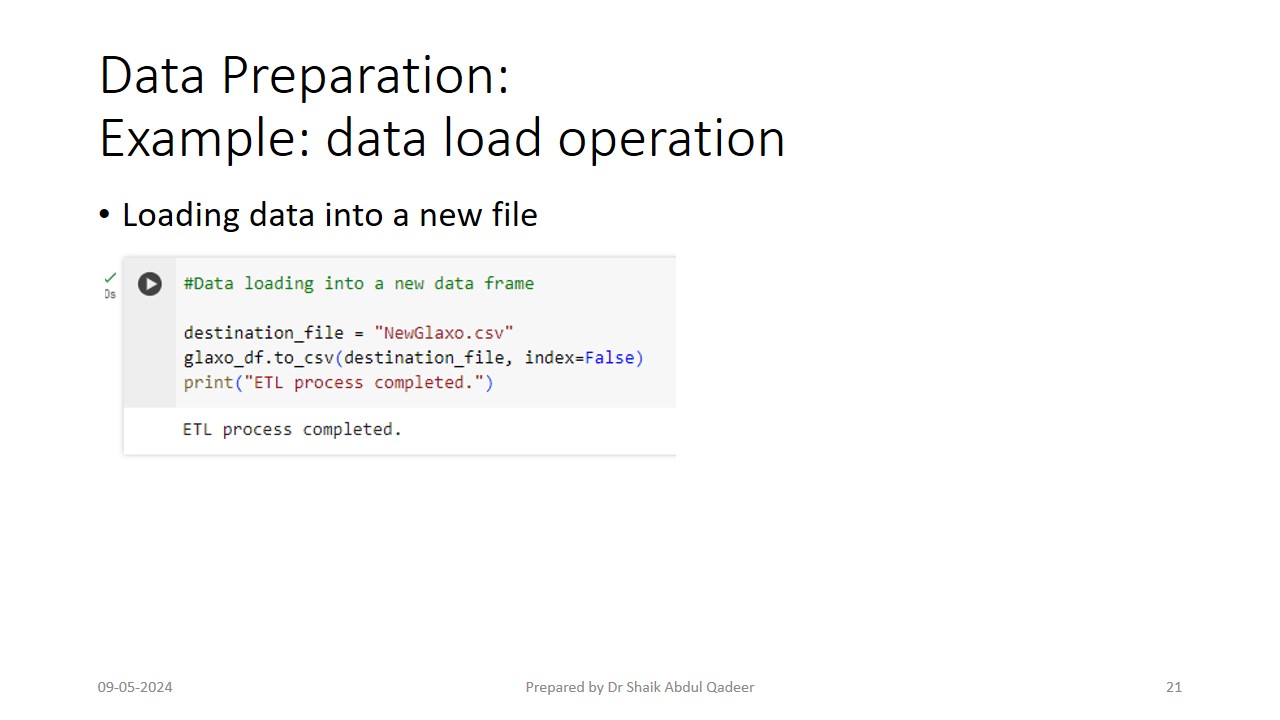 Data Preparation:
Example: data load operation
• Loading data into a new file
0s
#Data loading into a new data frame
destination_file = "NewGlaxo.csv"
glaxo_df.to_csv(destination_file, index=False)
print("ETL process completed.")
ETL process completed.
09-05-2024
Prepared by Dr Shaik Abdul Qadeer
21